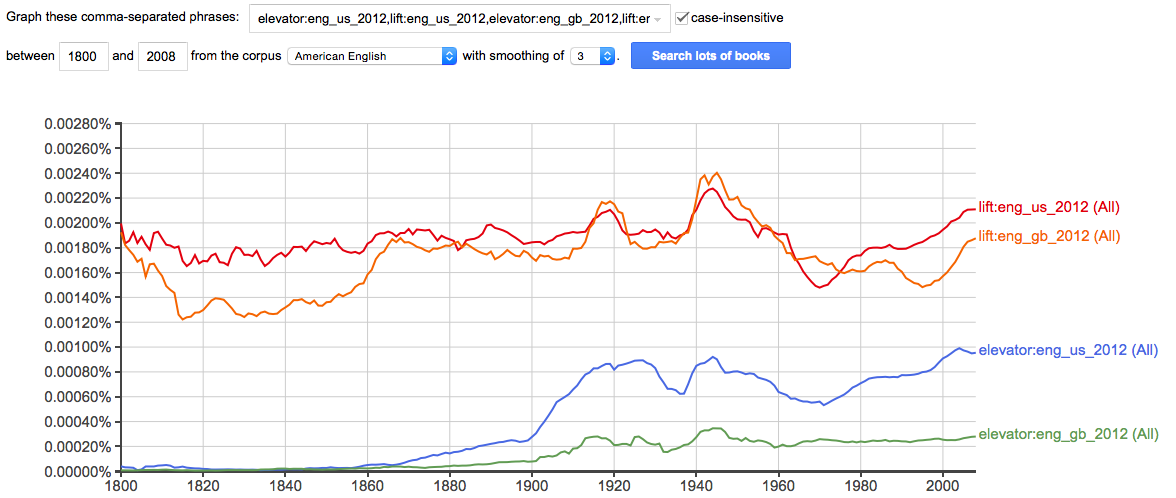 Graph these comma-separated phrases: elevator:eng_us_2012,lift:eng_us_2012,elevator:eng_gb_2012,lift:er case-insensitive
between 1800 and 2008 from the corpus American English with smoothing of 3 . Search lots of books
0.00280%
0.00260%
0.00240%
0.00220%
0.00200%
0.00180%
0.00160%
0.00140%
0.00120%
0.00100%
0.00080%
0.00060%
0.00040%
0.00020%
0.00000%
lift:eng_us_2012 (All)
lift:eng_gb_2012 (All)
elevator:eng_us_2012 (All)
elevator:eng_gb_2012 (All)
1800 1820 1840 1860 1880 1900 1920 1940 1960 1980 2000